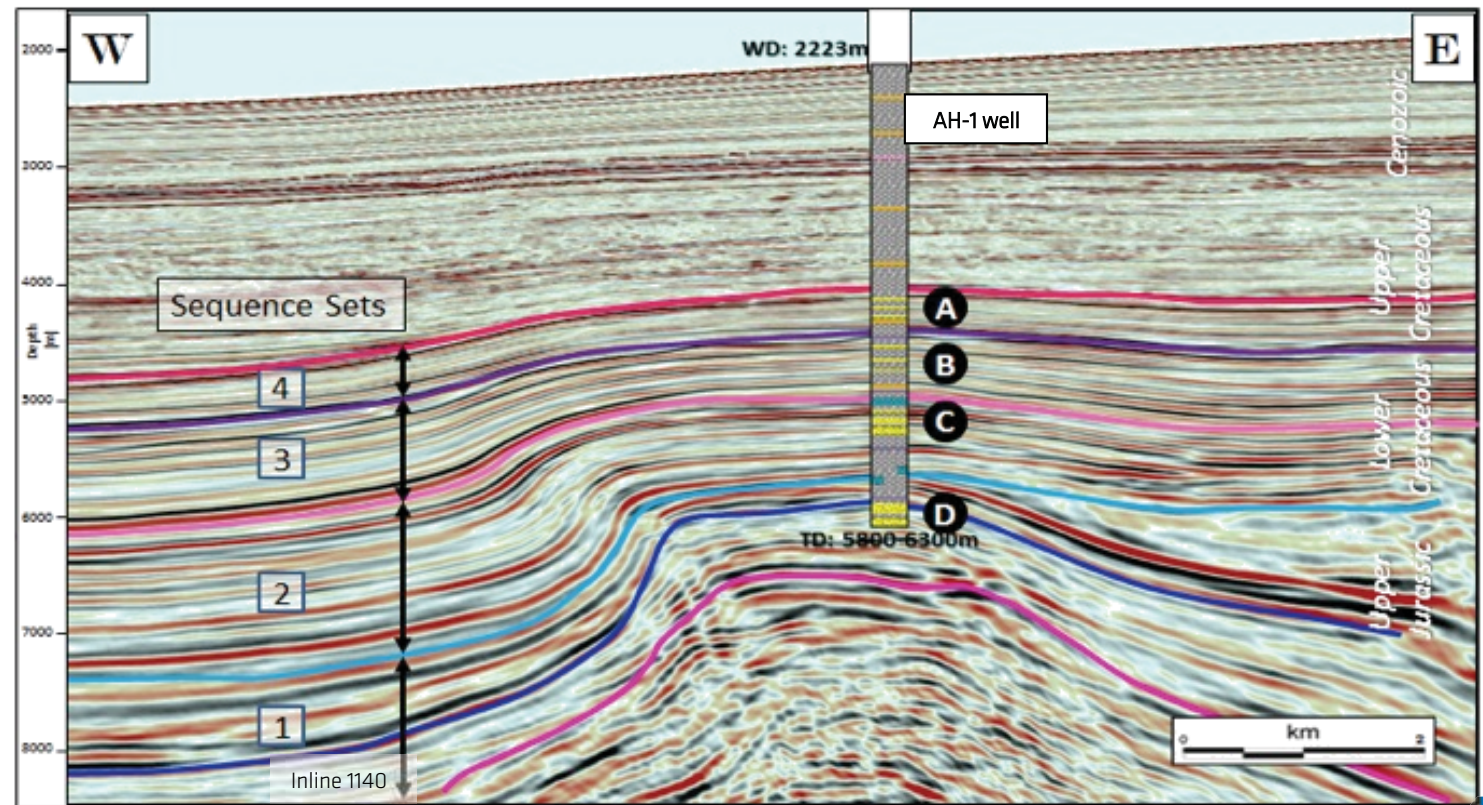 W
E
WD: 2223m
AH-1 well
2000
3000
4000
5000
6000
7000
8000
Depth
[m]
Sequence Sets
4
3
2
1
A
B
C
D
TD: 5800-6300m
Cenozoic
Upper
Cretaceous
Lower
Cretaceous
Upper
Jurassic
km
0
Inline 1140